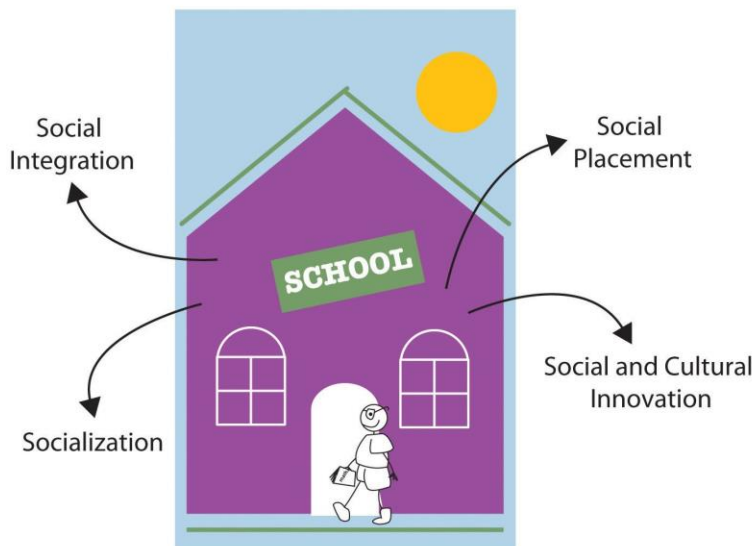 Social
Integration
Social
Placement
SCHOOL
Social and Cultural
Innovation
Socialization